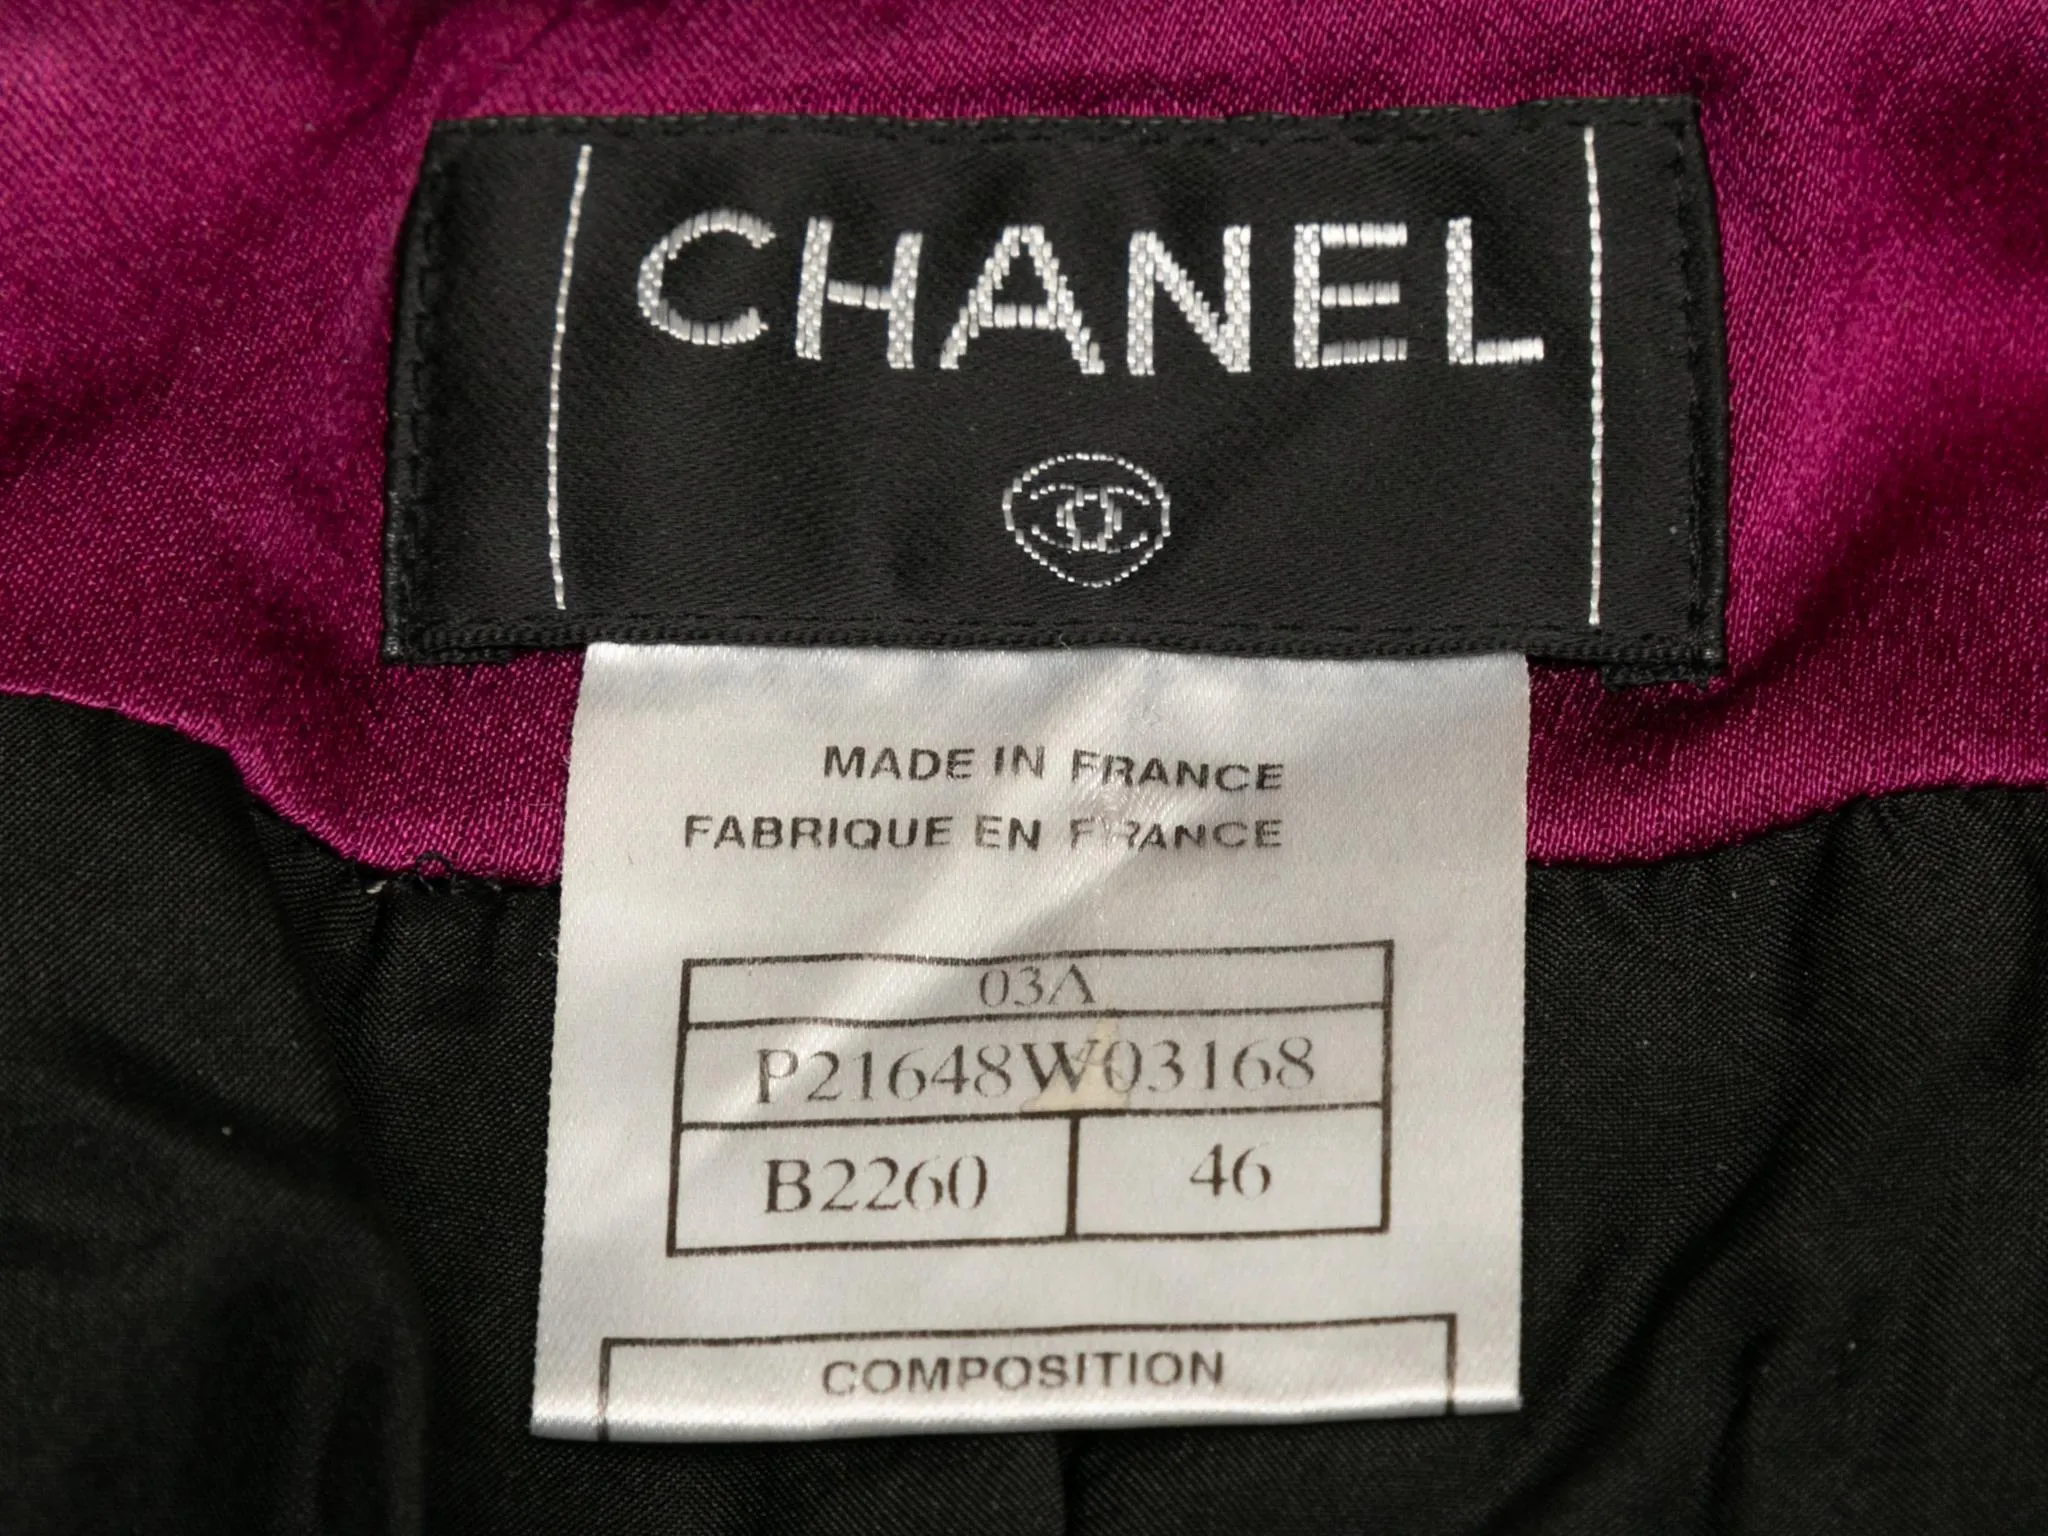 CHANEL
MADE IN FRANCE
FABRIQUE EN FRANCE
03A
P21648W03168
B2260 46
COMPOSITION